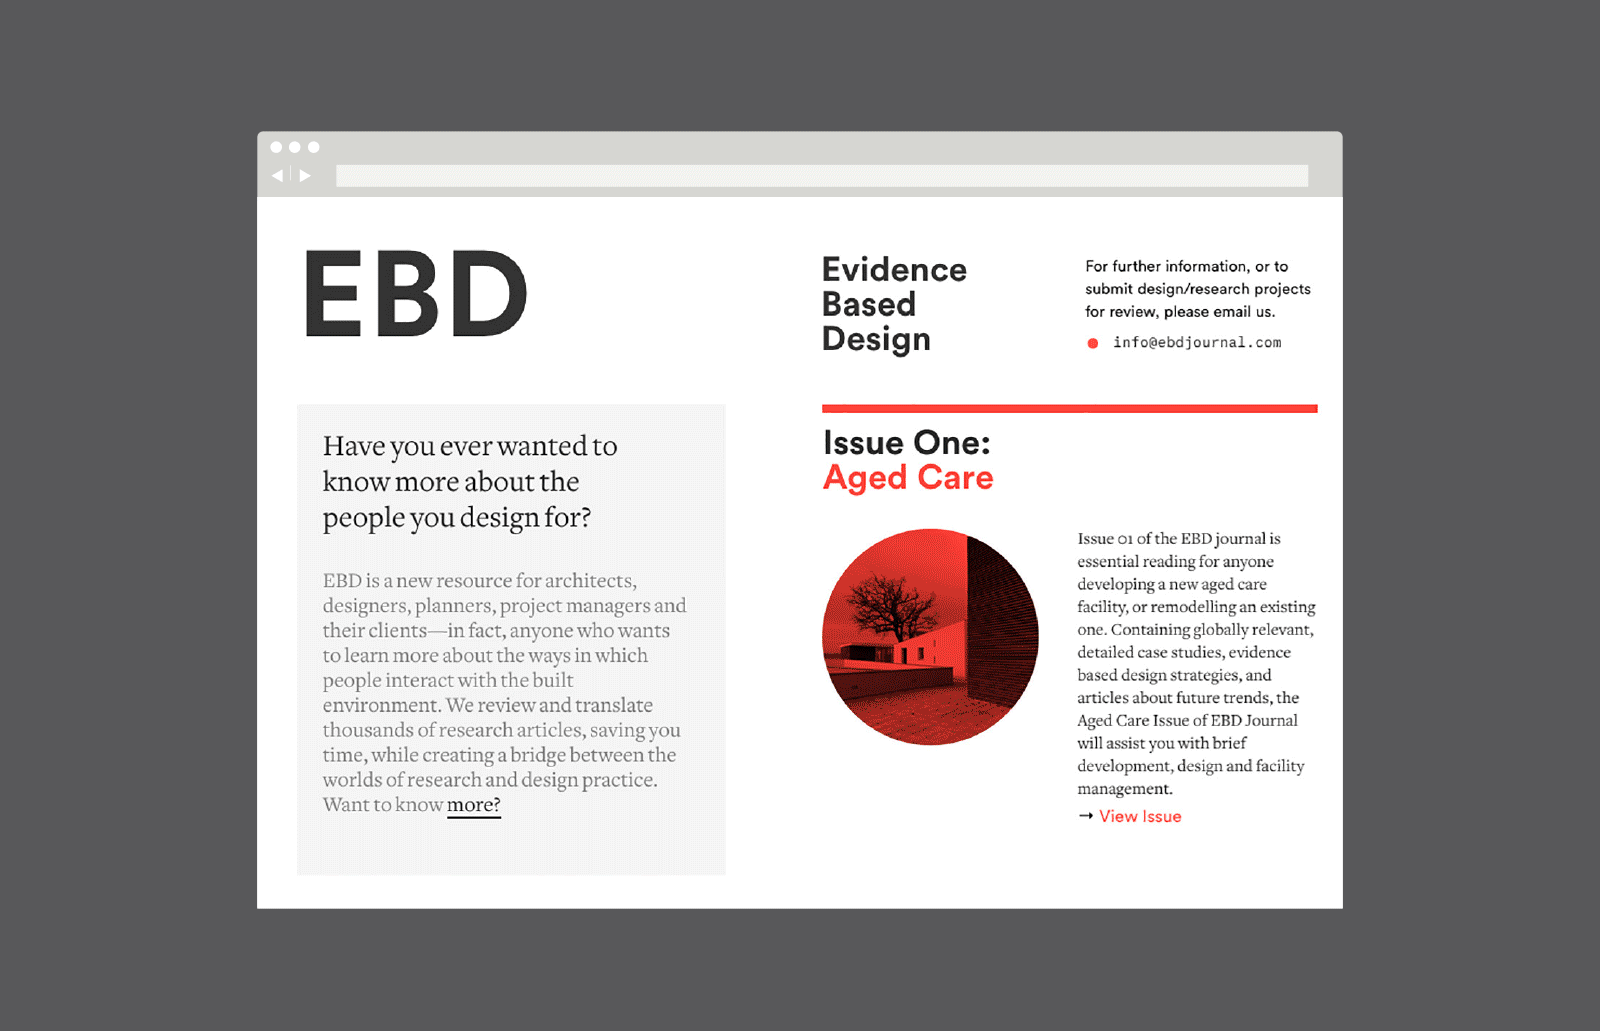 EBD
Evidence
Based
Design
For further information, or to
submit design/research projects
for review, please email us.
info@ebdjournal.com
Have you ever wanted to
know more about the
people you design for?
EBD is a new resource for architects,
designers, planners, project managers and
their clients—in fact, anyone who wants
to learn more about the ways in which
people interact with the built
environment. We review and translate
thousands of research articles, saving you
time, while creating a bridge between the
worlds of research and design practice.
Want to know more?
Issue One:
Aged Care
Issue 01 of the EBD journal is
essential reading for anyone
developing a new aged care
facility, or remodelling an existing
one. Containing globally relevant,
detailed case studies, evidence
based design strategies, and
articles about future trends, the
Aged Care Issue of EBD Journal
will assist you with brief
development, design and facility
management.
→ View Issue